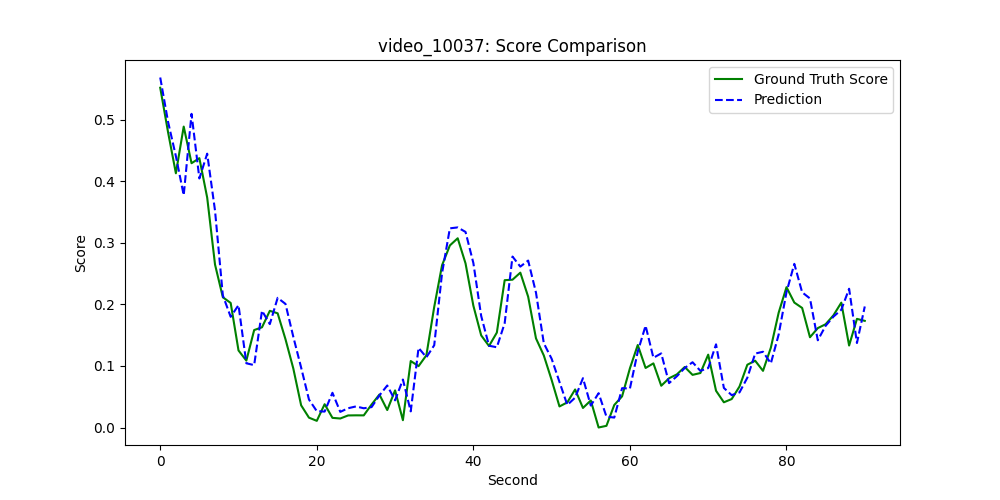 video_10037: Score Comparison
Ground Truth Score
Prediction
Score
0.5
0.4
0.3
0.2
0.1
0.0
0 20 40 60 80
Second